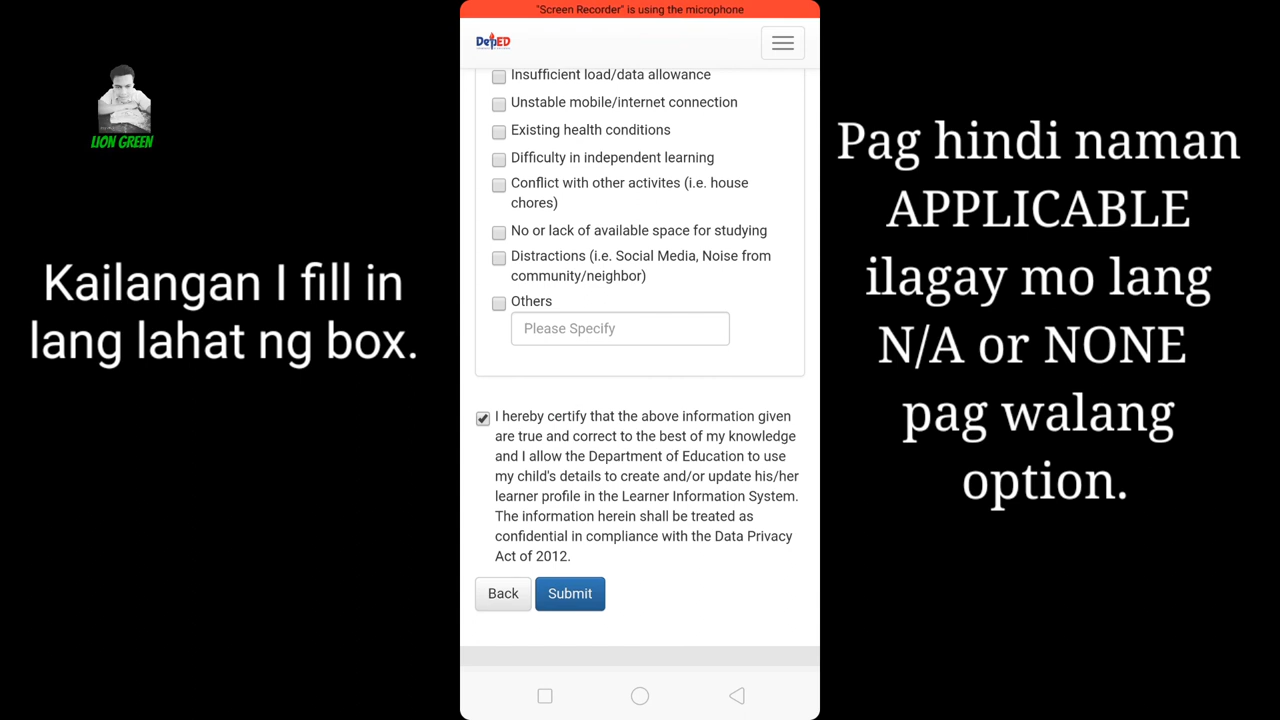 "Screen Recorder" is using the microphone
DepED
LION GREEN
Kailangan I fill in
lang lahat ng box.
Insufficient load/data allowance
Unstable mobile/internet connection
Existing health conditions
Difficulty in independent learning
Conflict with other activites (i.e. house
chores)
No or lack of available space for studying
Distractions (i.e. Social Media, Noise from
community/neighbor)
Others
Please Specify
I hereby certify that the above information given
are true and correct to the best of my knowledge
and I allow the Department of Education to use
my child's details to create and/or update his/her
learner profile in the Learner Information System.
The information herein shall be treated as
confidential in compliance with the Data Privacy
Act of 2012.
Back
Submit
Pag hindi naman
APPLICABLE
ilagay mo lang
N/A or NONE
pag walang
option.